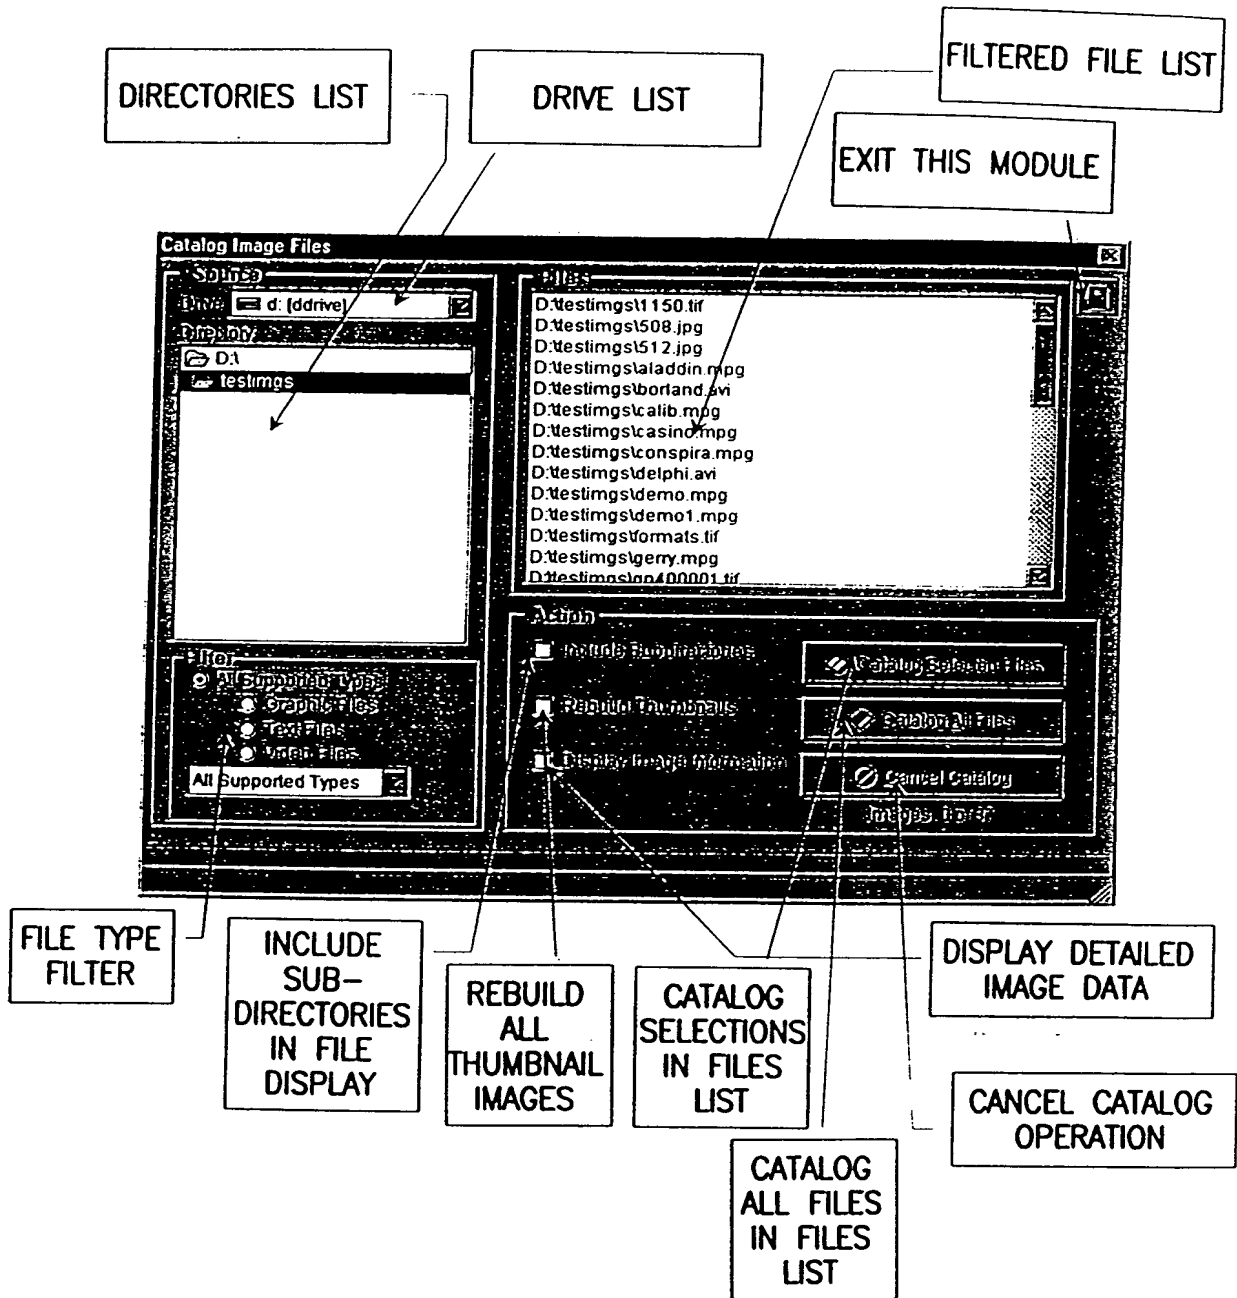 FILTERED FILE LIST
DIRECTORIES LIST
DRIVE LIST
EXIT THIS MODULE
Catalog Image Files
Source
Drive d: [ddrive]
Directory
D:\
testimgs
Files
D:\testimgs\1150.tif
D:\testimgs\508.jpg
D:\testimgs\512.jpg
D:\testimgs\aladdin.mpg
D:\testimgs\borland.avi
D:\testimgs\calib.mpg
D:\testimgs\casino.mpg
D:\testimgs\conspira.mpg
D:\testimgs\delphi.avi
D:\testimgs\demo.mpg
D:\testimgs\demo1.mpg
D:\testimgs\formats.tif
D:\testimgs\gerry.mpg
D:\testimgs\gp400001.tif
Filter
All Supported Types
Graphic Files
Text Files
Video Files
All Supported Types
Action
Include Subdirectories
Rebuild Thumbnails
Display Image Information
Catalog Selected Files
Catalog All Files
Cancel Catalog
FILE TYPE
FILTER
INCLUDE
SUB-
DIRECTORIES
IN FILE
DISPLAY
REBUILD
ALL
THUMBNAIL
IMAGES
CATALOG
SELECTIONS
IN FILES
LIST
DISPLAY DETAILED
IMAGE DATA
CANCEL CATALOG
OPERATION
CATALOG
ALL FILES
IN FILES
LIST